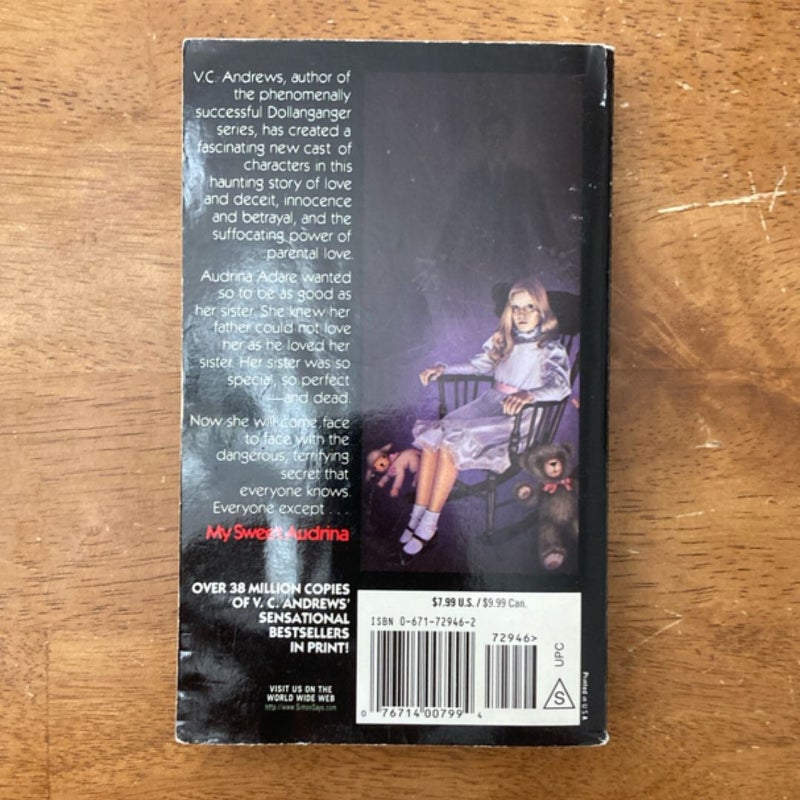 V.C. Andrews, author of
the phenomenally
successful Dollanganger
series, has created a
fascinating new cast of
characters in this
haunting story of love
and deceit, innocence
and betrayal, and the
suffocating power of
parental love.
Audrina Adare wanted
so to be as good as
her sister. She knew her
father could not love
her as he loved her
sister. Her sister was so
special, so perfect
—and dead.
Now she will come face
to face with the
dangerous, terrifying
secret that
everyone knows.
Everyone except . . .
My Sweet Audrina
OVER 38 MILLION COPIES
OF V. C. ANDREWS'
SENSATIONAL
BESTSELLERS
IN PRINT!
VISIT US ON THE
WORLD WIDE WEB
http://www.SimonSays.com
$7.99 U.S. / $9.99 Can.
ISBN 0-671-72946-2
72946>
0 76714 00799 4
UPC
S
Printed in U.S.A.